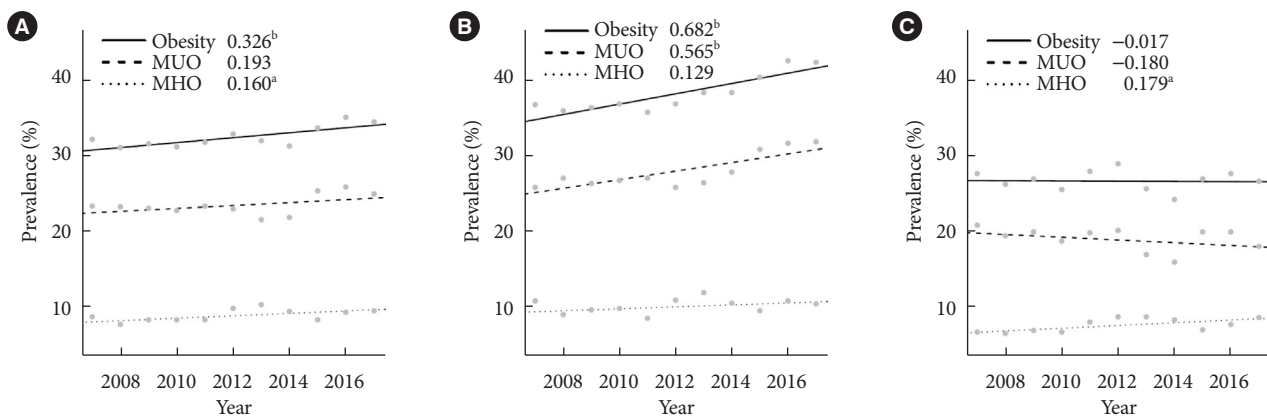 A
Obesity 0.326b
MUO 0.193
MHO 0.160a
40
30
20
10
Prevalence (%)
2008 2010 2012 2014 2016
Year
B
Obesity 0.682b
MUO 0.565b
MHO 0.129
40
30
20
10
Prevalence (%)
2008 2010 2012 2014 2016
Year
C
Obesity −0.017
MUO −0.180
MHO 0.179a
40
30
20
10
Prevalence (%)
2008 2010 2012 2014 2016
Year